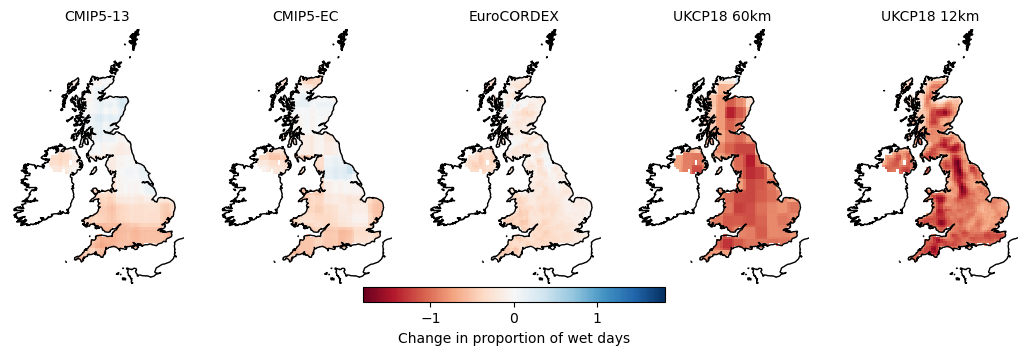 CMIP5-13 CMIP5-EC EuroCORDEX UKCP18 60km UKCP18 12km
−1 0 1
Change in proportion of wet days